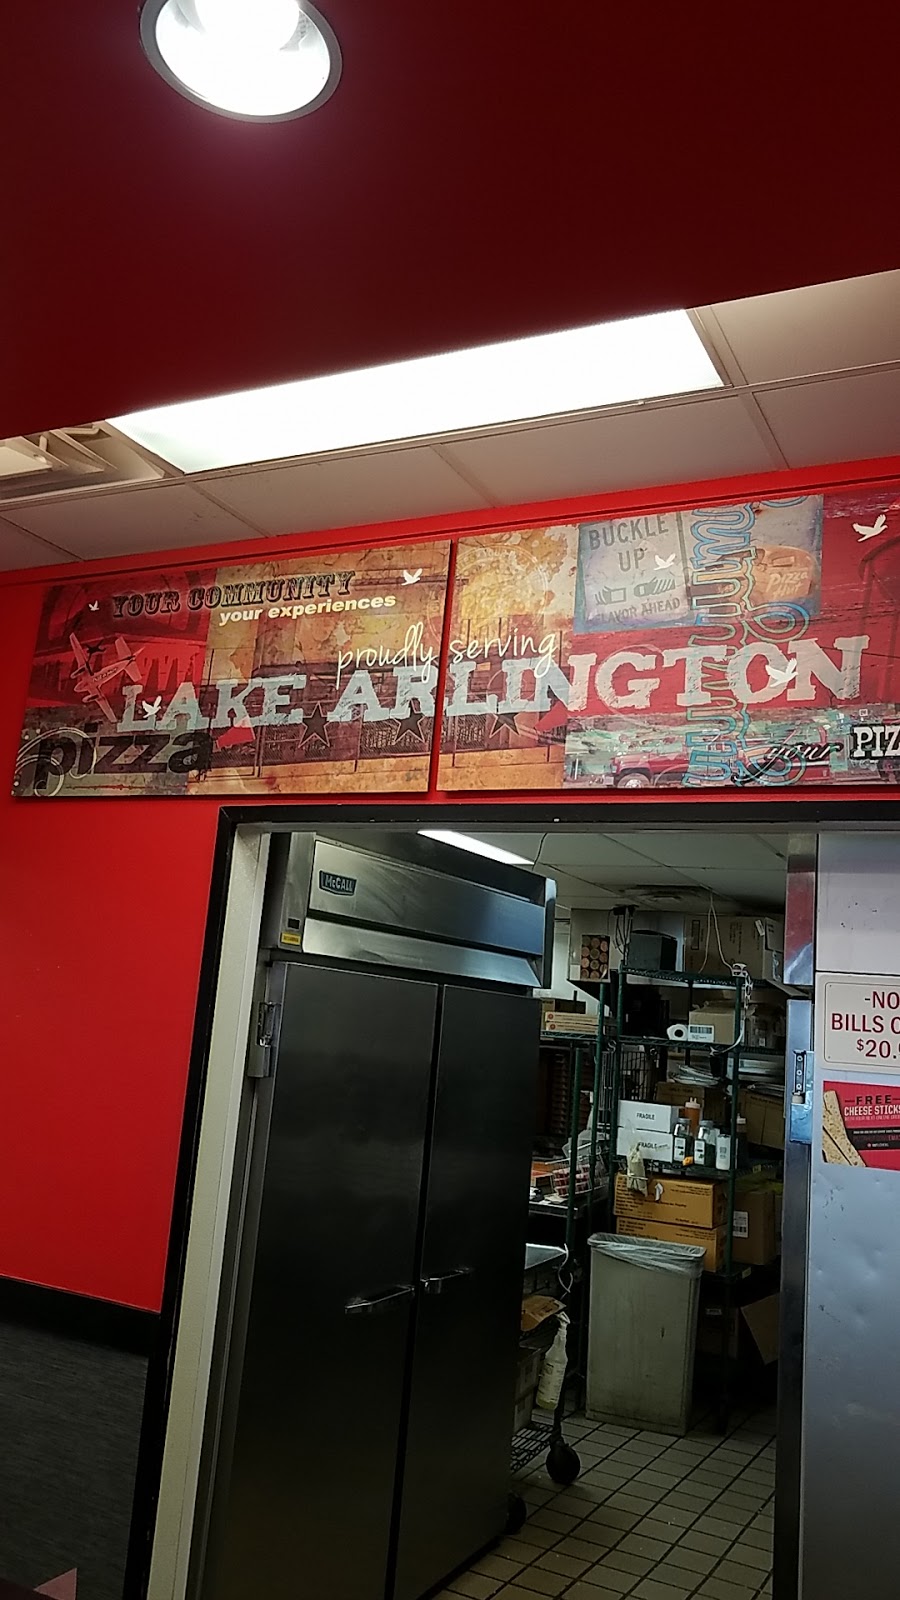 YOUR COMMUNITY
your experiences
proudly serving
LAKE ARLINGTON
pizza
BUCKLE
UP
FLAVOR AHEAD
your PIZ
McCALL
-NO
BILLS O
$20.
FREE
CHEESE STICKS
FRAGILE
FRAGILE